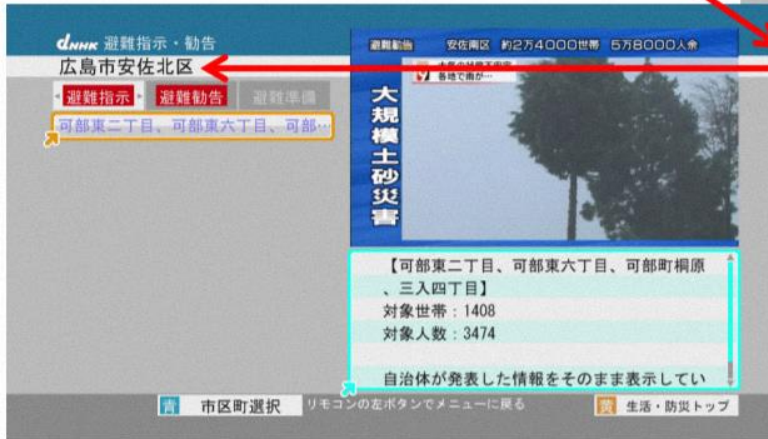 dNHK 避難指示・勧告
広島市安佐北区
避難指示 避難勧告 避難準備
可部東二丁目、可部東六丁目、可部…
避難勧告 安佐南区 約2万4000世帯 5万8000人余
各地で雨が…
大規模土砂災害
【可部東二丁目、可部東六丁目、可部町桐原
、三入四丁目】
対象世帯：1408
対象人数：3474
自治体が発表した情報をそのまま表示してい
青 市区町選択 リモコンの左ボタンでメニューに戻る 黄 生活・防災トップ